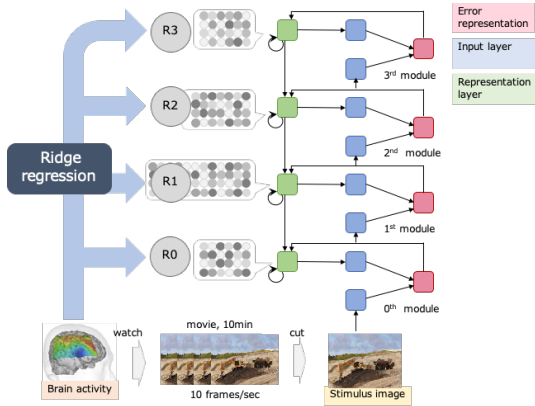 R3
Error
representation
Input
layer
3rd module
Representation
layer
R2
2nd module
Ridge
regression
R1
1st module
R0
0th module
watch
movie, 10min
cut
Brain activity
10 frames/sec
Stimulus image